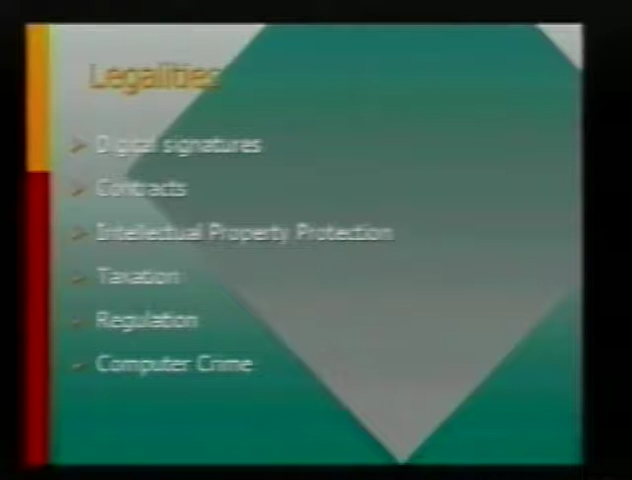 Legalities
Digital signatures
Contracts
Intellectual Property Protection
Taxation
Regulation
Computer Crime